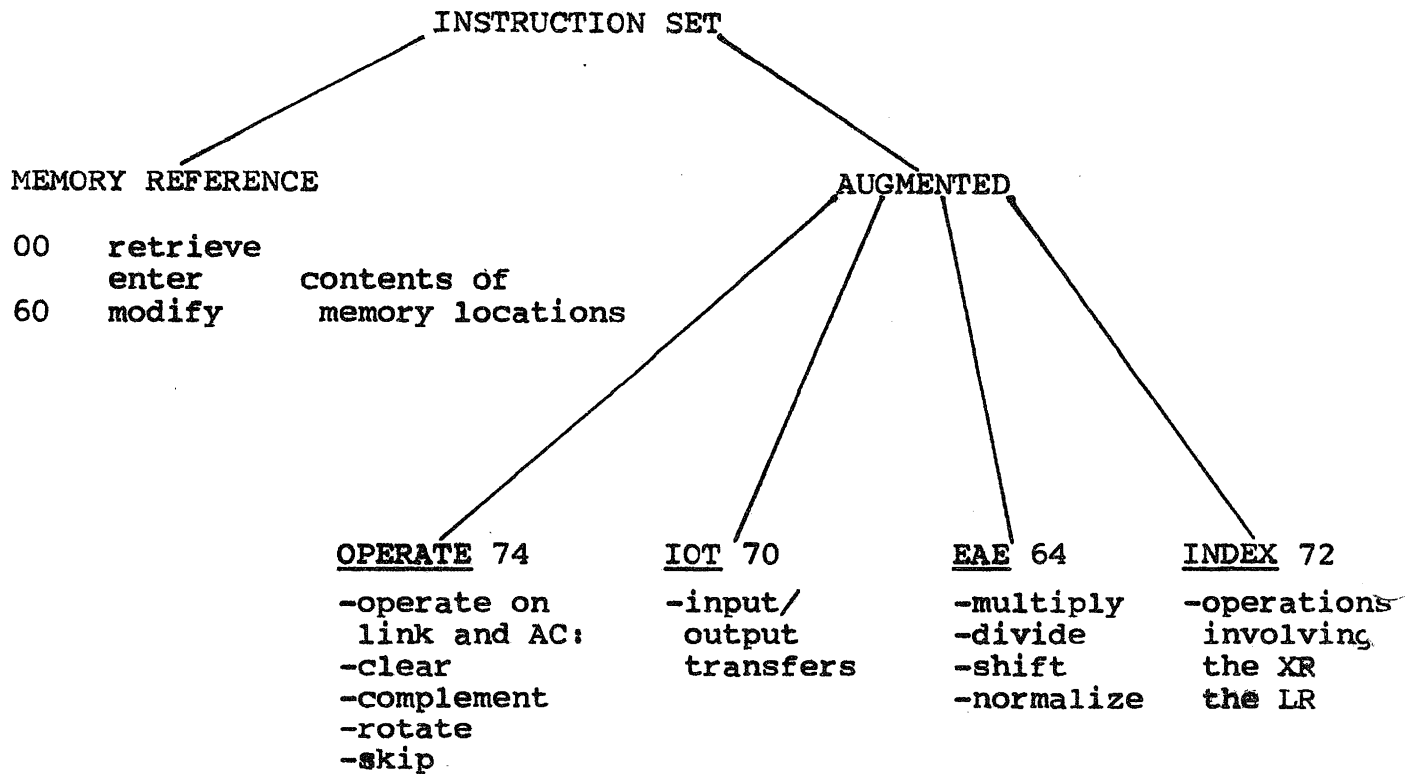 INSTRUCTION SET
MEMORY REFERENCE
00 retrieve
enter contents of
60 modify memory locations
AUGMENTED
OPERATE 74
-operate on
link and AC:
-clear
-complement
-rotate
-skip
IOT 70
-input/
output
transfers
EAE 64
-multiply
-divide
-shift
-normalize
INDEX 72
-operations
involving
the XR
the LR